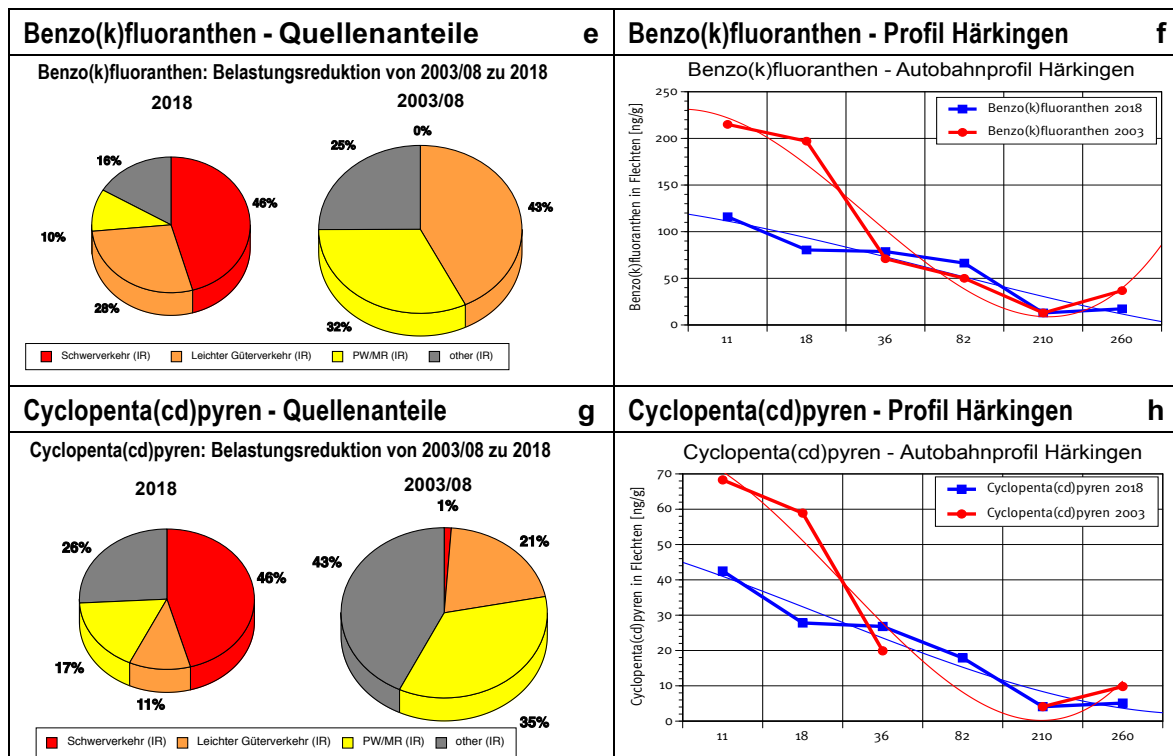 Benzo(k)fluoranthen - Quellenanteile e
Benzo(k)fluoranthen: Belastungsreduktion von 2003/08 zu 2018
2018
2003/08
16%
46%
10%
28%
0%
25%
43%
32%
Schwerverkehr (IR) Leichter Güterverkehr (IR) PW/MR (IR) other (IR)
Benzo(k)fluoranthen - Profil Härkingen f
Benzo(k)fluoranthen - Autobahnprofil Härkingen
Benzo(k)fluoranthen in Flechten [ng/g]
250
200
150
100
50
0
Benzo(k)fluoranthen 2018
Benzo(k)fluoranthen 2003
11 18 36 82 210 260
Cyclopenta(cd)pyren - Quellenanteile g
Cyclopenta(cd)pyren: Belastungsreduktion von 2003/08 zu 2018
2018
2003/08
26%
46%
17%
11%
1%
21%
43%
35%
Schwerverkehr (IR) Leichter Güterverkehr (IR) PW/MR (IR) other (IR)
Cyclopenta(cd)pyren - Profil Härkingen h
Cyclopenta(cd)pyren - Autobahnprofil Härkingen
Cyclopenta(cd)pyren in Flechten [ng/g]
70
60
50
40
30
20
10
0
Cyclopenta(cd)pyren 2018
Cyclopenta(cd)pyren 2003
11 18 36 82 210 260